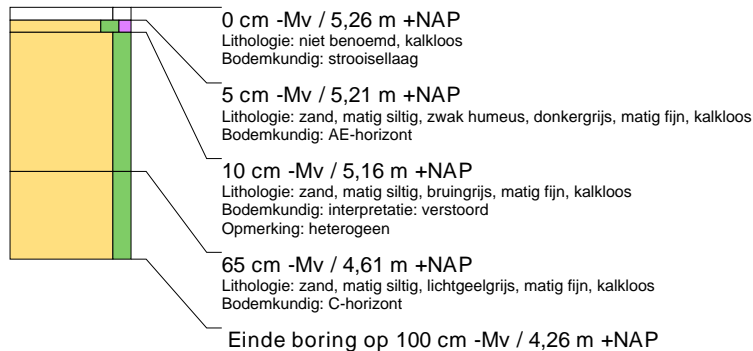 0 cm -Mv / 5,26 m +NAP
Lithologie: niet benoemd, kalkloos
Bodemkundig: strooisellaag
5 cm -Mv / 5,21 m +NAP
Lithologie: zand, matig siltig, zwak humeus, donkergrijs, matig fijn, kalkloos
Bodemkundig: AE-horizont
10 cm -Mv / 5,16 m +NAP
Lithologie: zand, matig siltig, bruingrijs, matig fijn, kalkloos
Bodemkundig: interpretatie: verstoord
Opmerking: heterogeen
65 cm -Mv / 4,61 m +NAP
Lithologie: zand, matig siltig, lichtgeelgrijs, matig fijn, kalkloos
Bodemkundig: C-horizont
Einde boring op 100 cm -Mv / 4,26 m +NAP